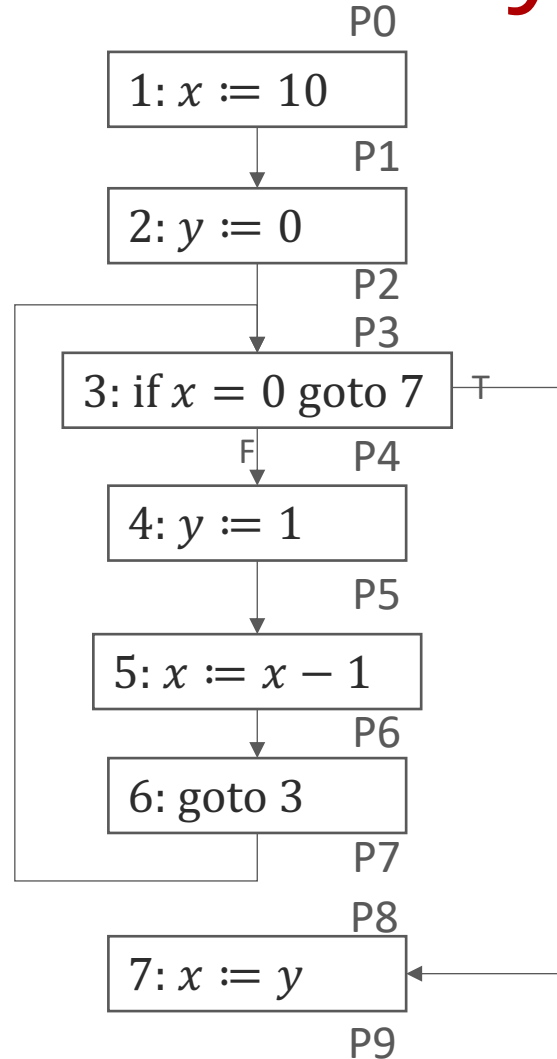 P0
1: x ≔ 10
P1
2: y ≔ 0
P2
P3
3: if x = 0 goto 7
T
F
P4
4: y ≔ 1
P5
5: x ≔ x − 1
P6
6: goto 3
P7
P8
7: x ≔ y
P9